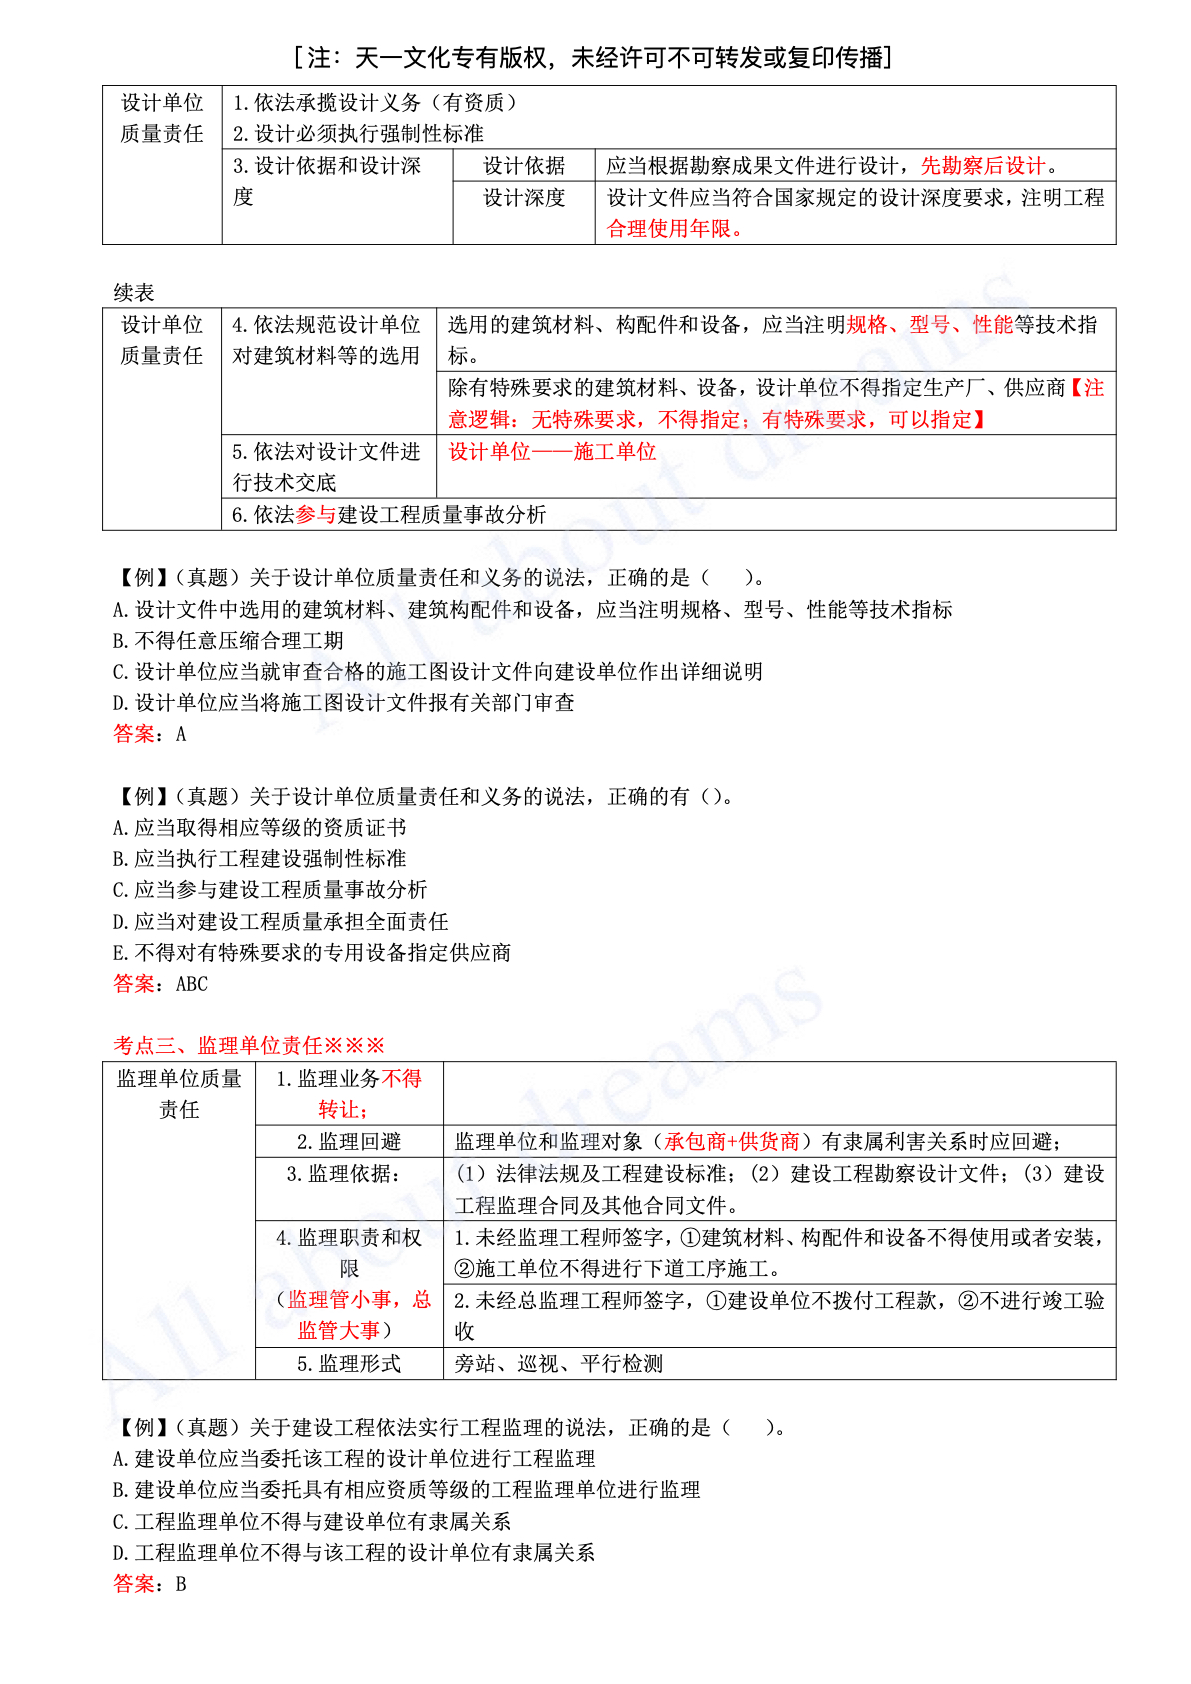 [注：天一文化专有版权，未经许可不可转发或复印传播]
设计单位
质量责任
1.依法承揽设计义务（有资质）
2.设计必须执行强制性标准
3.设计依据和设计深
度
设计依据
应当根据勘察成果文件进行设计，先勘察后设计。
设计深度
设计文件应当符合国家规定的设计深度要求，注明工程
合理使用年限。
续表
设计单位
质量责任
4.依法规范设计单位
对建筑材料等的选用
选用的建筑材料、构配件和设备，应当注明规格、型号、性能等技术指
标。
除有特殊要求的建筑材料、设备，设计单位不得指定生产厂、供应商【注
意逻辑：无特殊要求，不得指定；有特殊要求，可以指定】
5.依法对设计文件进
行技术交底
设计单位——施工单位
6.依法参与建设工程质量事故分析
【例】（真题）关于设计单位质量责任和义务的说法，正确的是（　）。
A.设计文件中选用的建筑材料、建筑构配件和设备，应当注明规格、型号、性能等技术指标
B.不得任意压缩合理工期
C.设计单位应当就审查合格的施工图设计文件向建设单位作出详细说明
D.设计单位应当将施工图设计文件报有关部门审查
答案：A
【例】（真题）关于设计单位质量责任和义务的说法，正确的有（）。
A.应当取得相应等级的资质证书
B.应当执行工程建设强制性标准
C.应当参与建设工程质量事故分析
D.应当对建设工程质量承担全面责任
E.不得对有特殊要求的专用设备指定供应商
答案：ABC
考点三、监理单位责任※※※
监理单位质量
责任
1.监理业务不得
转让；
2.监理回避
监理单位和监理对象（承包商+供货商）有隶属利害关系时应回避；
3.监理依据：
（1）法律法规及工程建设标准；（2）建设工程勘察设计文件；（3）建设
工程监理合同及其他合同文件。
4.监理职责和权
限
（监理管小事，总
监管大事）
1.未经监理工程师签字，①建筑材料、构配件和设备不得使用或者安装，
②施工单位不得进行下道工序施工。
2.未经总监理工程师签字，①建设单位不拨付工程款，②不进行竣工验
收
5.监理形式
旁站、巡视、平行检测
【例】（真题）关于建设工程依法实行工程监理的说法，正确的是（　）。
A.建设单位应当委托该工程的设计单位进行工程监理
B.建设单位应当委托具有相应资质等级的工程监理单位进行监理
C.工程监理单位不得与建设单位有隶属关系
D.工程监理单位不得与该工程的设计单位有隶属关系
答案：B
All about dreams
All about dreams